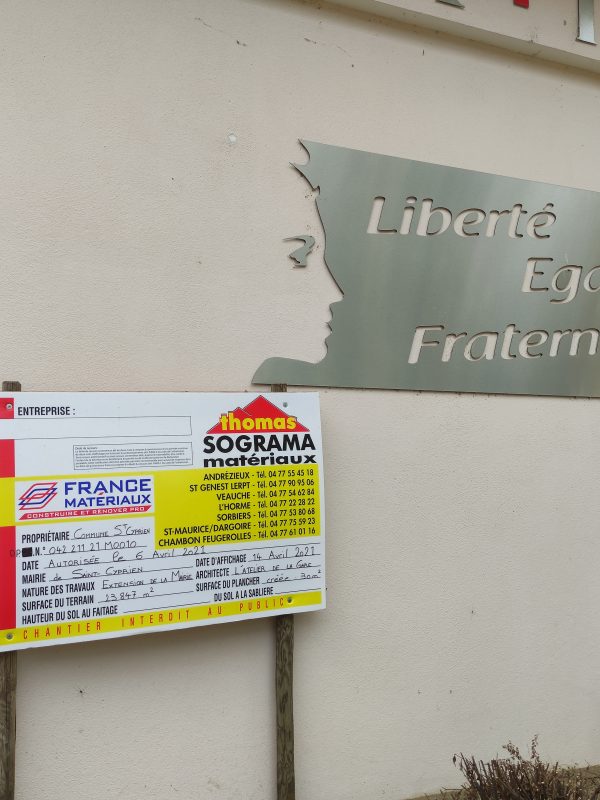 Liberté
Ega
Fratern
ENTREPRISE :
thomas
SOGRAMA
matériaux
FRANCE
MATÉRIAUX
CONSTRUIRE ET RÉNOVER PRO
ANDRÉZIEUX - Tél. 04 77 55 45 18
ST GENEST LERPT - Tél. 04 77 90 95 06
VEAUCHE - Tél. 04 77 54 62 84
L'HORME - Tél. 04 77 22 28 22
SORBIERS - Tél. 04 77 53 80 68
ST-MAURICE/DARGOIRE - Tél. 04 77 75 59 23
CHAMBON FEUGEROLLES - Tél. 04 77 61 01 16
PROPRIÉTAIRE Commune St Cyprien
DP .N.° 042 211 21 M0010
DATE Autorisée le 6 Avril 2021 DATE D'AFFICHAGE 14 Avril 2021
MAIRIE de Saint-Cyprien ARCHITECTE L'Atelier de la Gare
NATURE DES TRAVAUX Extension de la Mairie SURFACE DU PLANCHER créée 30 m²
SURFACE DU TERRAIN 23 847 m² DU SOL A LA SABLIERE
HAUTEUR DU SOL AU FAITAGE
CHANTIER INTERDIT AU PUBLIC